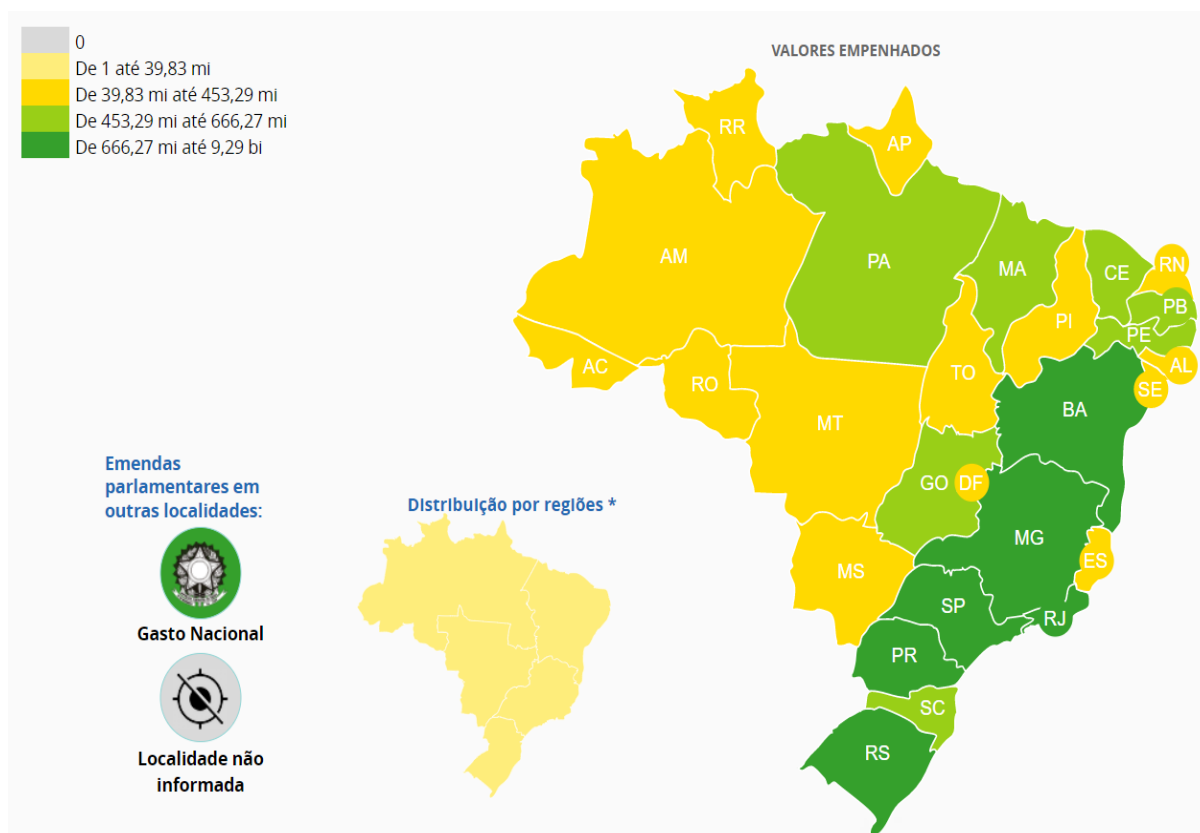 0
De 1 até 39,83 mi
De 39,83 mi até 453,29 mi
De 453,29 mi até 666,27 mi
De 666,27 mi até 9,29 bi
VALORES EMPENHADOS
RR
AP
AM
PA
MA
CE
RN
PB
PE
PI
AL
SE
AC
RO
TO
BA
MT
GO
DF
MG
ES
MS
SP
RJ
PR
SC
RS
Emendas
parlamentares em
outras localidades:
Gasto Nacional
Localidade não
informada
Distribuição por regiões *